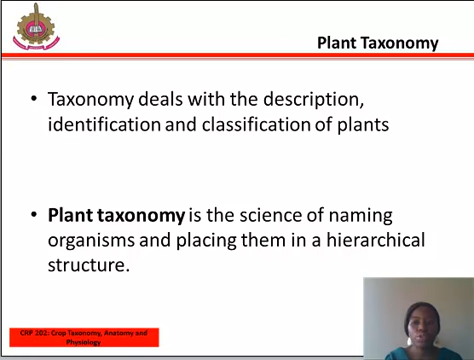 Plant Taxonomy
• Taxonomy deals with the description,
identification and classification of plants
• Plant taxonomy is the science of naming
organisms and placing them in a hierarchical
structure.
CRP 102: Crop Taxonomy, Anatomy and
Physiology